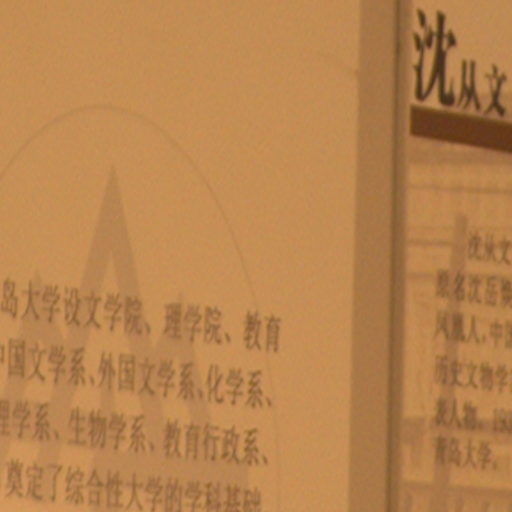 岛大学设文学院、理学院、教育
中国文学系、外国文学系、化学系、
理学系、生物学系、教育行政系、
奠定了综合性大学的学科基础
沈从文
沈从文
原名沈岳焕
凤凰人,中国
历史文物学
表人物。193
青岛大学。